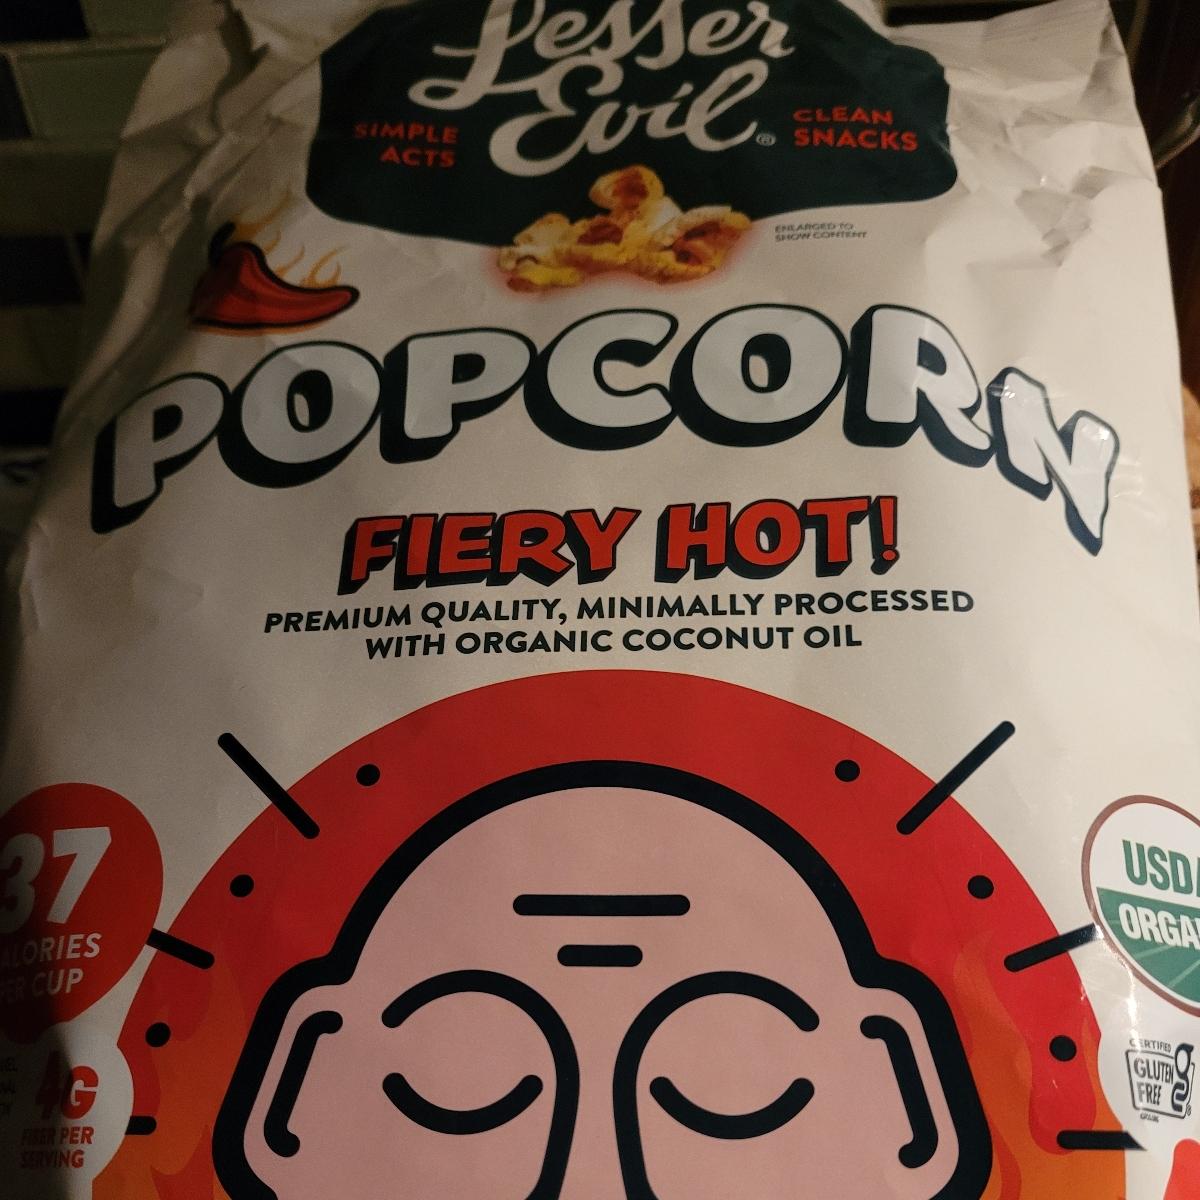 Lesser
Evil®
SIMPLE
ACTS
CLEAN
SNACKS
ENLARGED TO
SHOW CONTENT
POPCORN
FIERY HOT!
PREMIUM QUALITY, MINIMALLY PROCESSED
WITH ORGANIC COCONUT OIL
37
ALORIES
PER CUP
4G
FIBER PER
SERVING
USDA
ORGA
CERTIFIED
GLUTEN
FREE